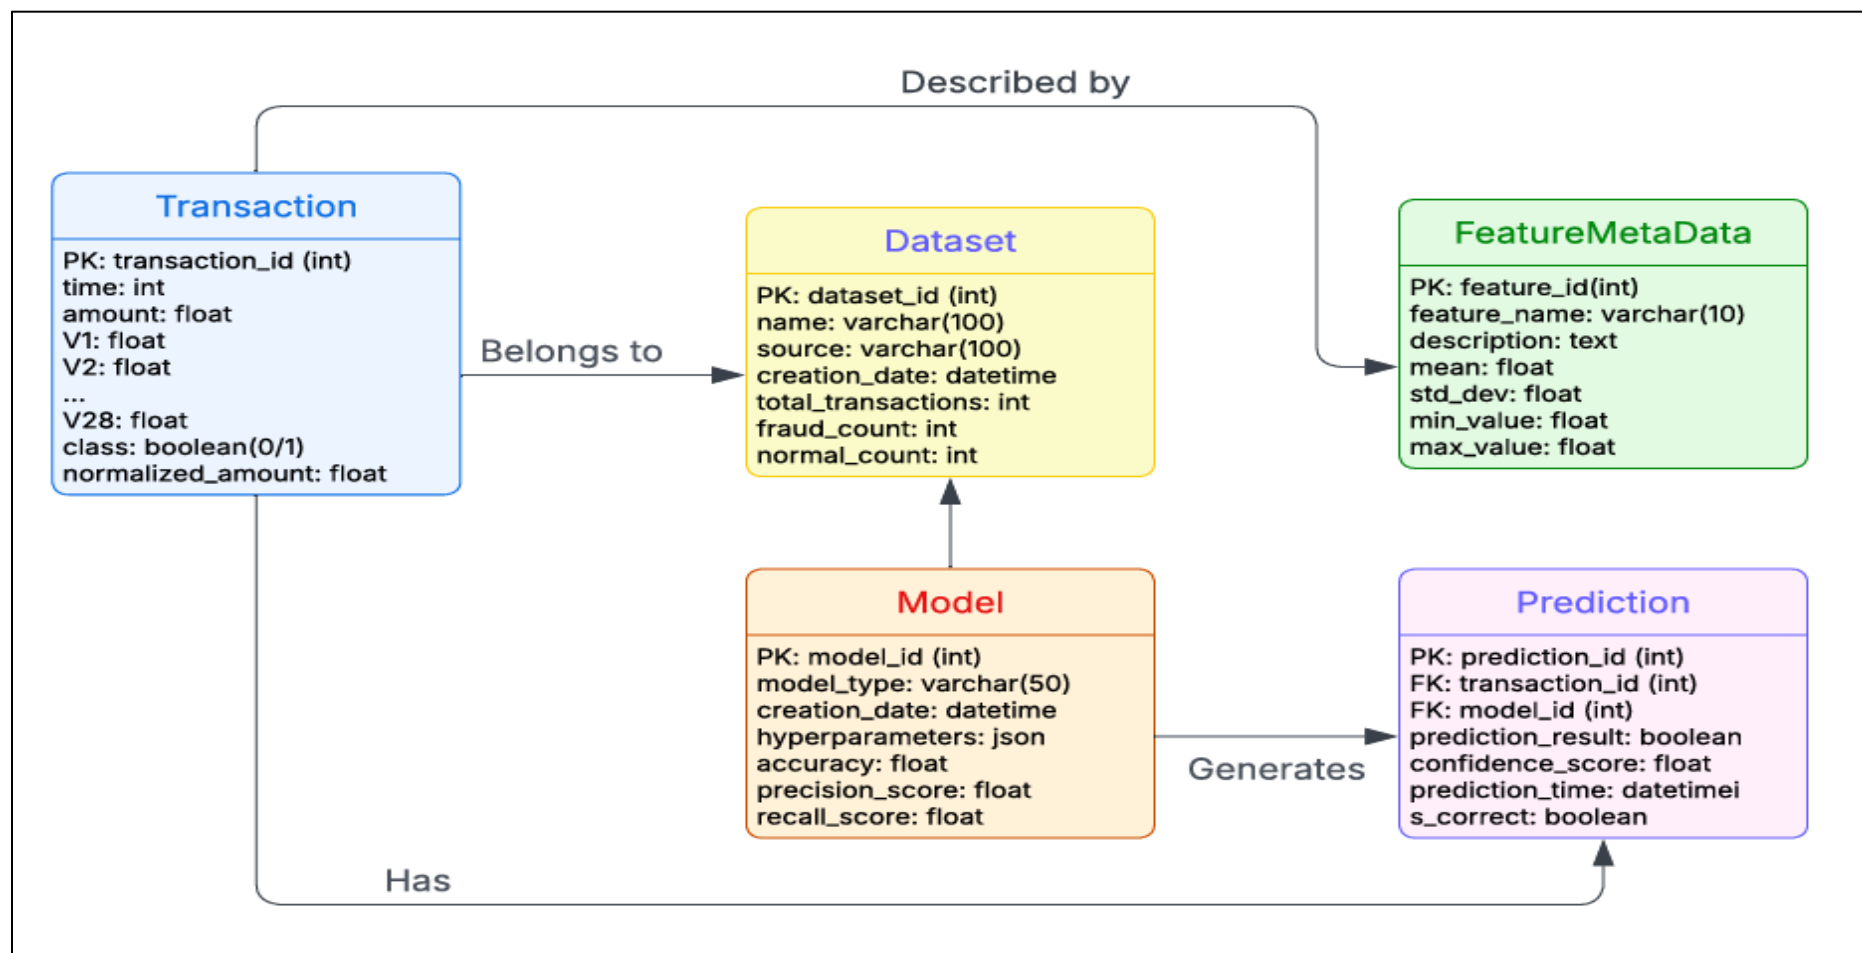 Described by
Transaction
PK: transaction_id (int)
time: int
amount: float
V1: float
V2: float
...
V28: float
class: boolean(0/1)
normalized_amount: float
Belongs to
Dataset
PK: dataset_id (int)
name: varchar(100)
source: varchar(100)
creation_date: datetime
total_transactions: int
fraud_count: int
normal_count: int
FeatureMetaData
PK: feature_id(int)
feature_name: varchar(10)
description: text
mean: float
std_dev: float
min_value: float
max_value: float
Model
PK: model_id (int)
model_type: varchar(50)
creation_date: datetime
hyperparameters: json
accuracy: float
precision_score: float
recall_score: float
Generates
Prediction
PK: prediction_id (int)
FK: transaction_id (int)
FK: model_id (int)
prediction_result: boolean
confidence_score: float
prediction_time: datetimei
s_correct: boolean
Has